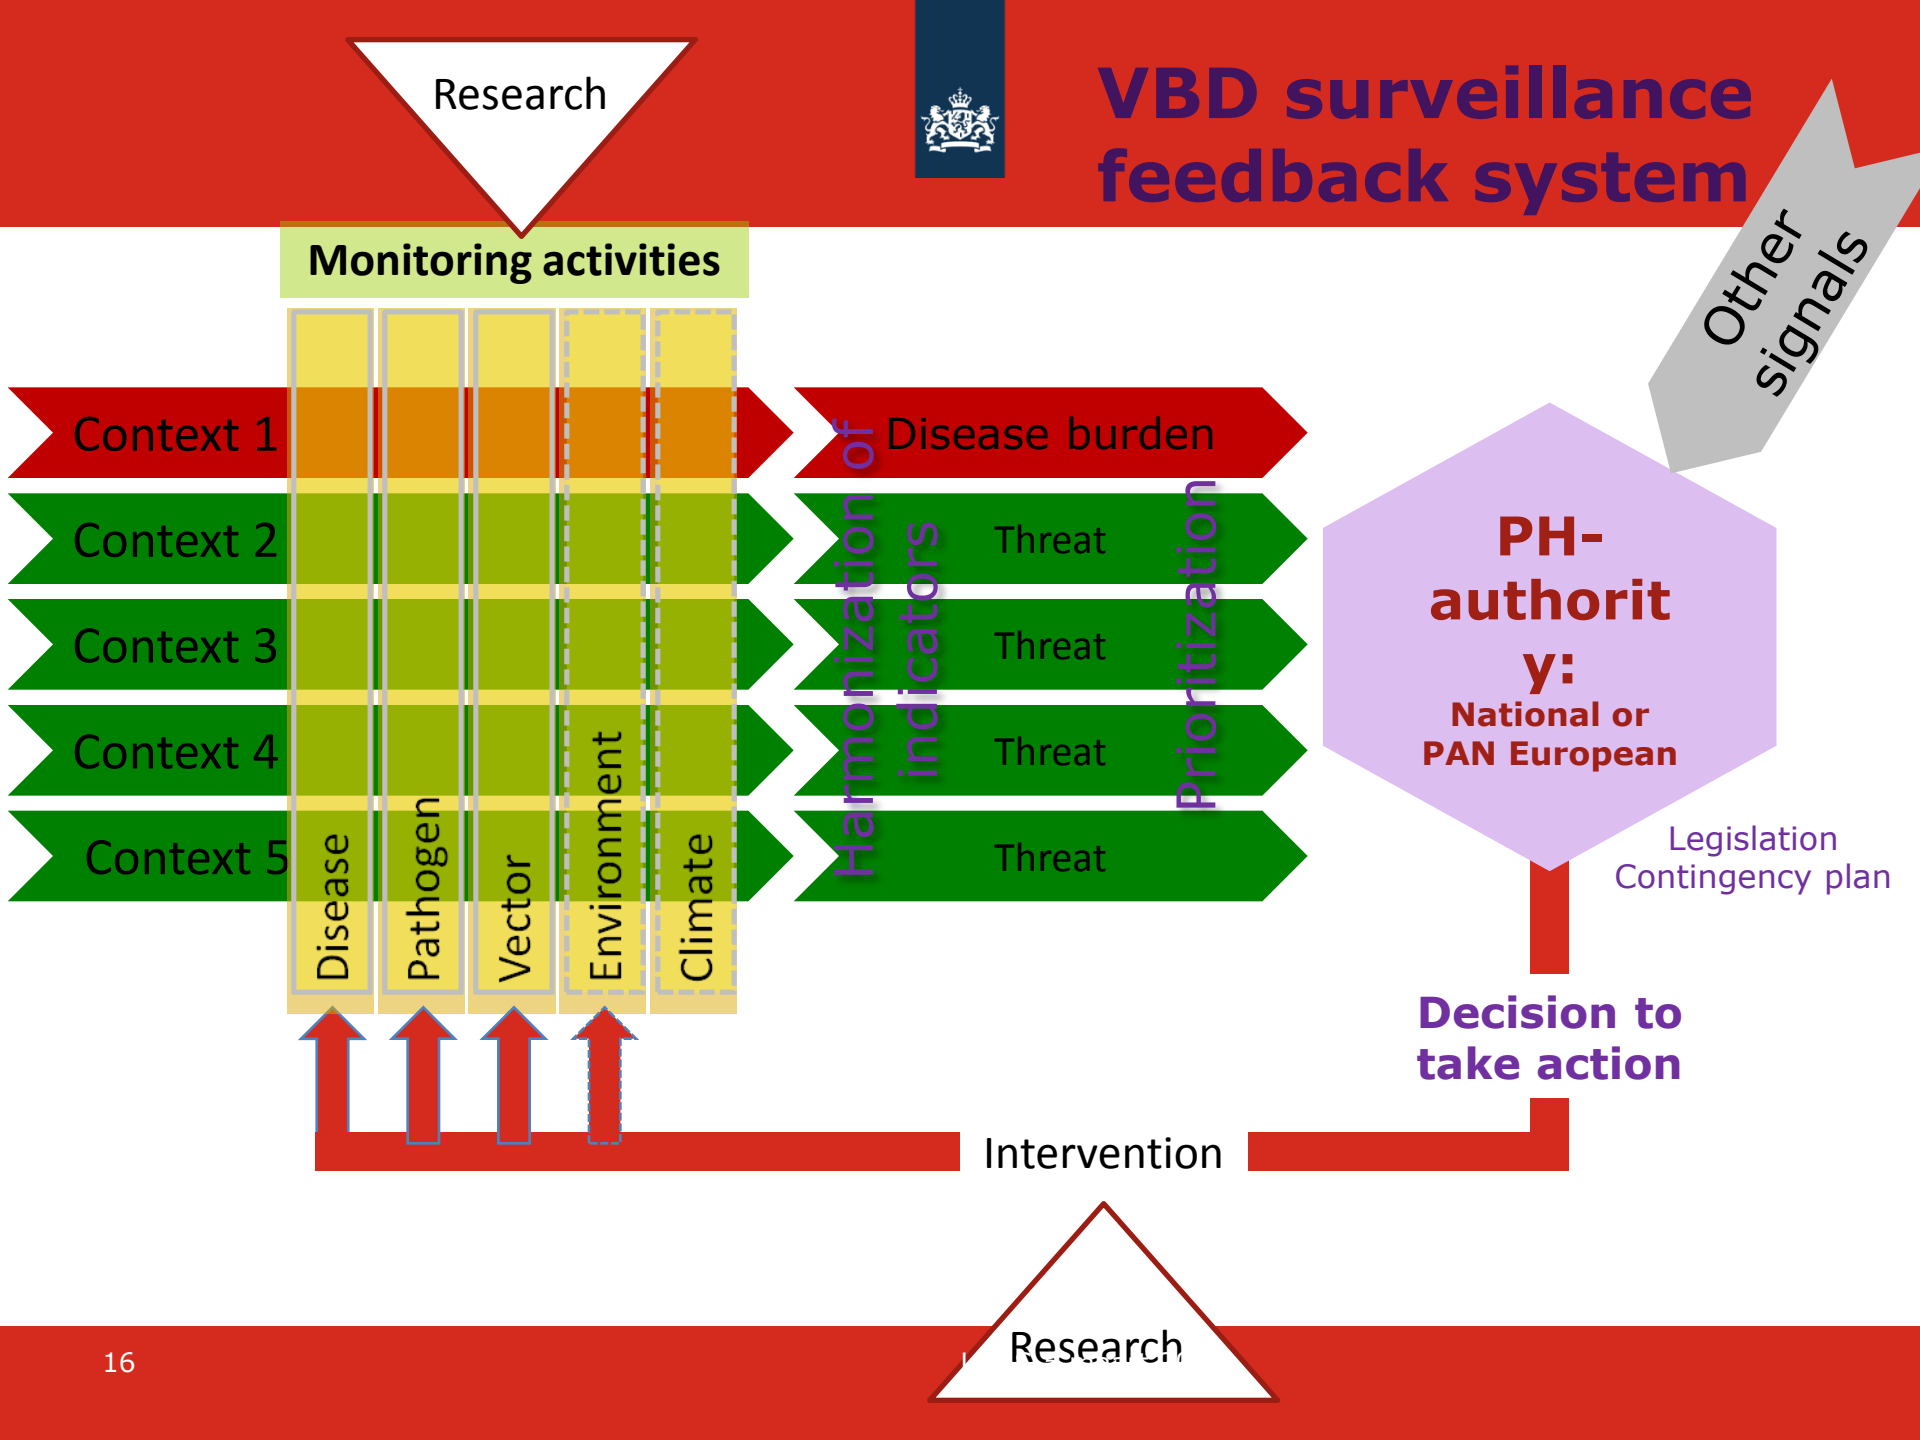 Research
VBD surveillance
feedback system
Other
signals
Monitoring activities
Context 1
Context 2
Context 3
Context 4
Context 5
Disease
Pathogen
Vector
Environment
Climate
Disease burden
Threat
Threat
Threat
Threat
Harmonization of
indicators
Prioritization
PH-
authorit
y:
National or
PAN European
Legislation
Contingency plan
Decision to
take action
Intervention
Research
16